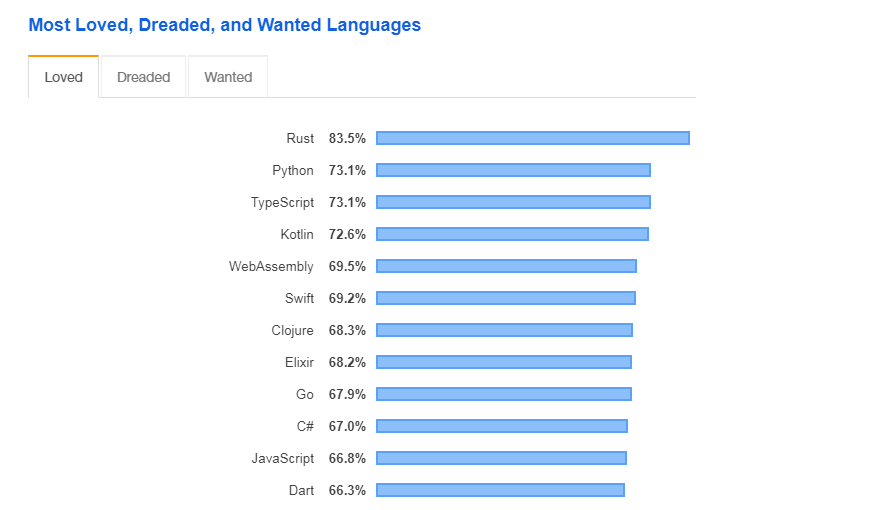 Most Loved, Dreaded, and Wanted Languages
Loved Dreaded Wanted
Rust 83.5%
Python 73.1%
TypeScript 73.1%
Kotlin 72.6%
WebAssembly 69.5%
Swift 69.2%
Clojure 68.3%
Elixir 68.2%
Go 67.9%
C# 67.0%
JavaScript 66.8%
Dart 66.3%